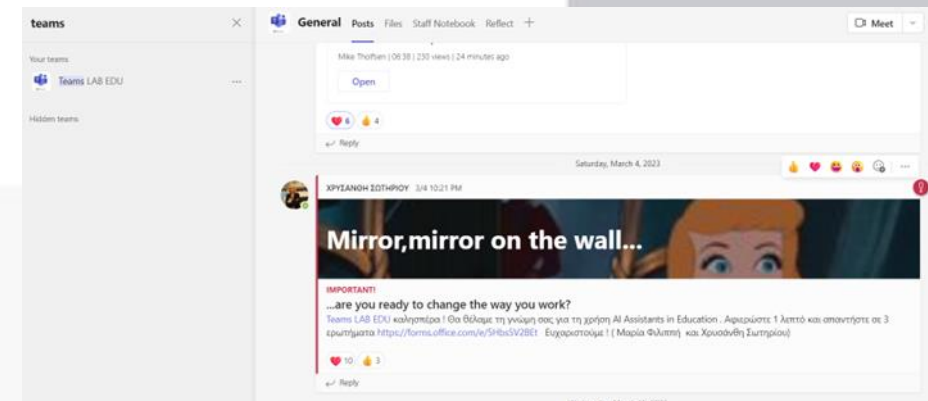 teams
Your teams
Teams LAB EDU
Hidden teams
General Posts Files Staff Notebook Reflect
Meet
Mike Tholfsen | 06:38 | 230 views | 24 minutes ago
Open
6 4
Reply
Saturday, March 4, 2023
ΧΡΥΣΑΝΘΗ ΣΩΤΗΡΙΟΥ 3/4 10:21 PM
Mirror,mirror on the wall...
IMPORTANT!
...are you ready to change the way you work?
Teams LAB EDU καλησπέρα ! Θα θέλαμε τη γνώμη σας για τη χρήση AI Assistants in Education . Αφιερώστε 1 λεπτό και απαντήστε σε 3
ερωτήματα https://forms.office.com/e/5HbsSV2BEt Ευχαριστούμε ! ( Μαρία Φιλιππή και Χρυσάνθη Σωτηρίου)
10 3
Reply